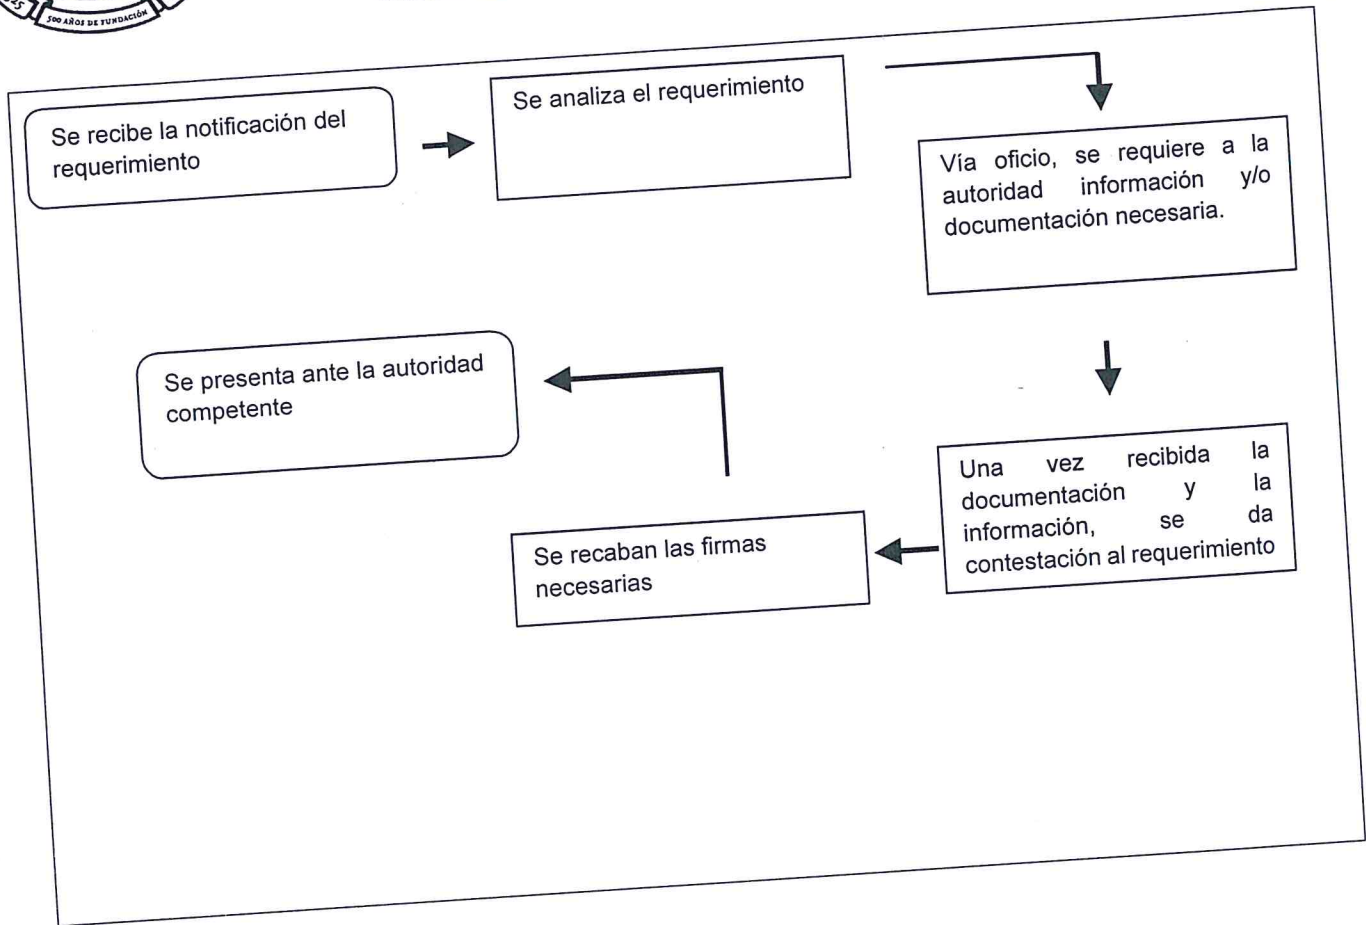 500 AÑOS DE FUNDACIÓN
Se recibe la notificación del
requerimiento
Se analiza el requerimiento
Vía oficio, se requiere a la
autoridad información y/o
documentación necesaria.
Una vez recibida la
documentación y la
información, se da
contestación al requerimiento
Se recaban las firmas
necesarias
Se presenta ante la autoridad
competente